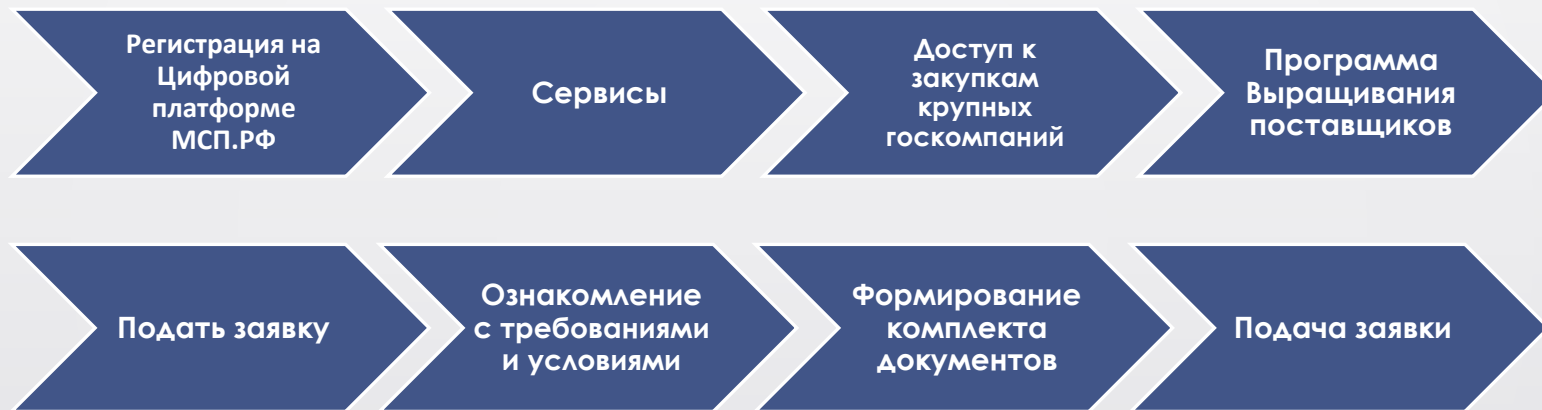 Регистрация на
Цифровой
платформе
МСП.РФ
Сервисы
Доступ к
закупкам
крупных
госкомпаний
Программа
Выращивания
поставщиков
Подать заявку
Ознакомление
с требованиями
и условиями
Формирование
комплекта
документов
Подача заявки